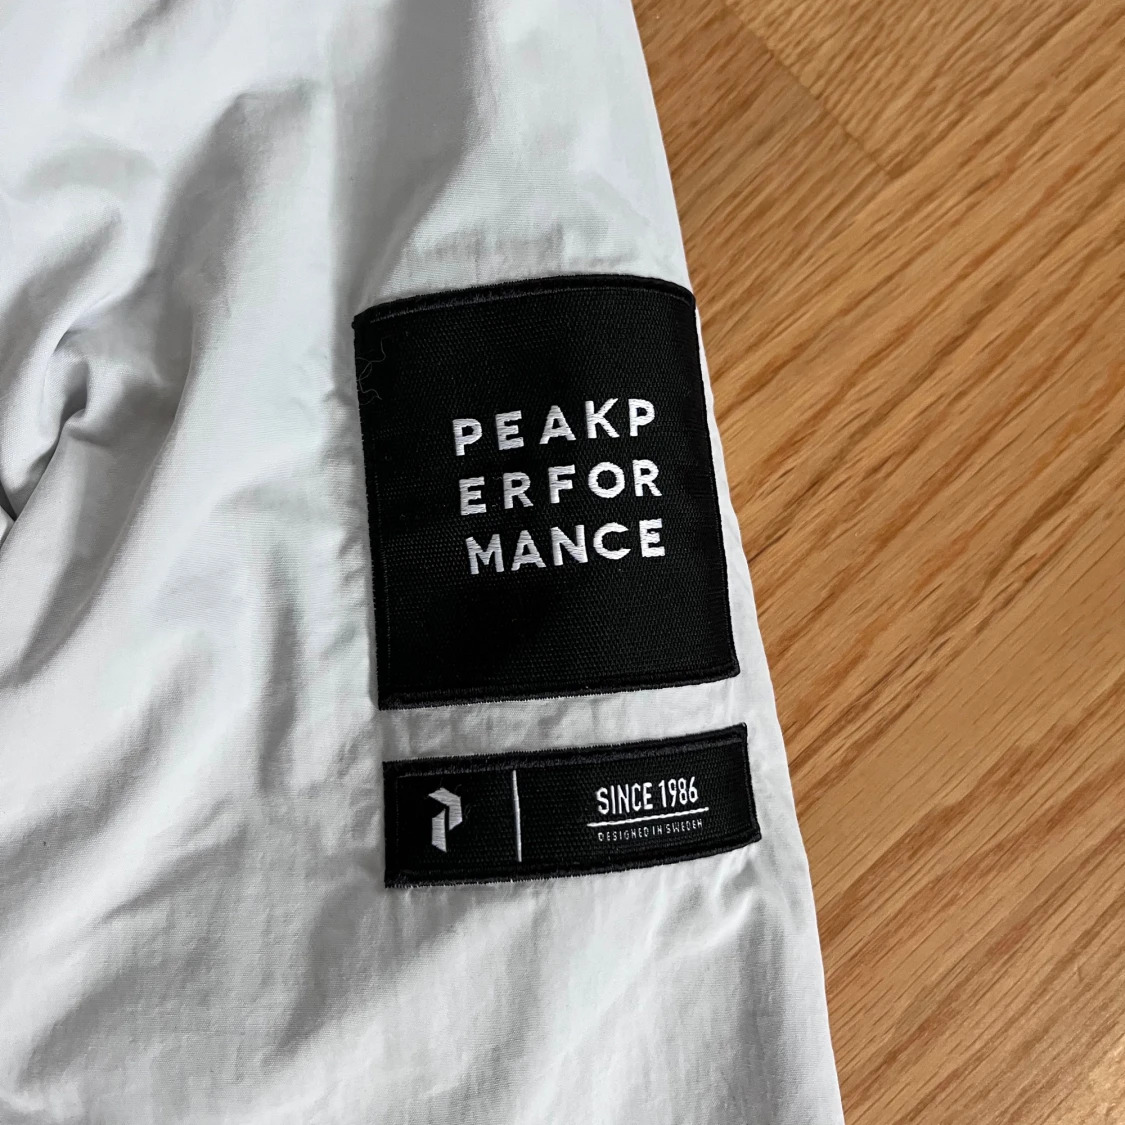 PEAKP
ERFOR
MANCE
SINCE 1986
DESIGNED IN SWEDEN